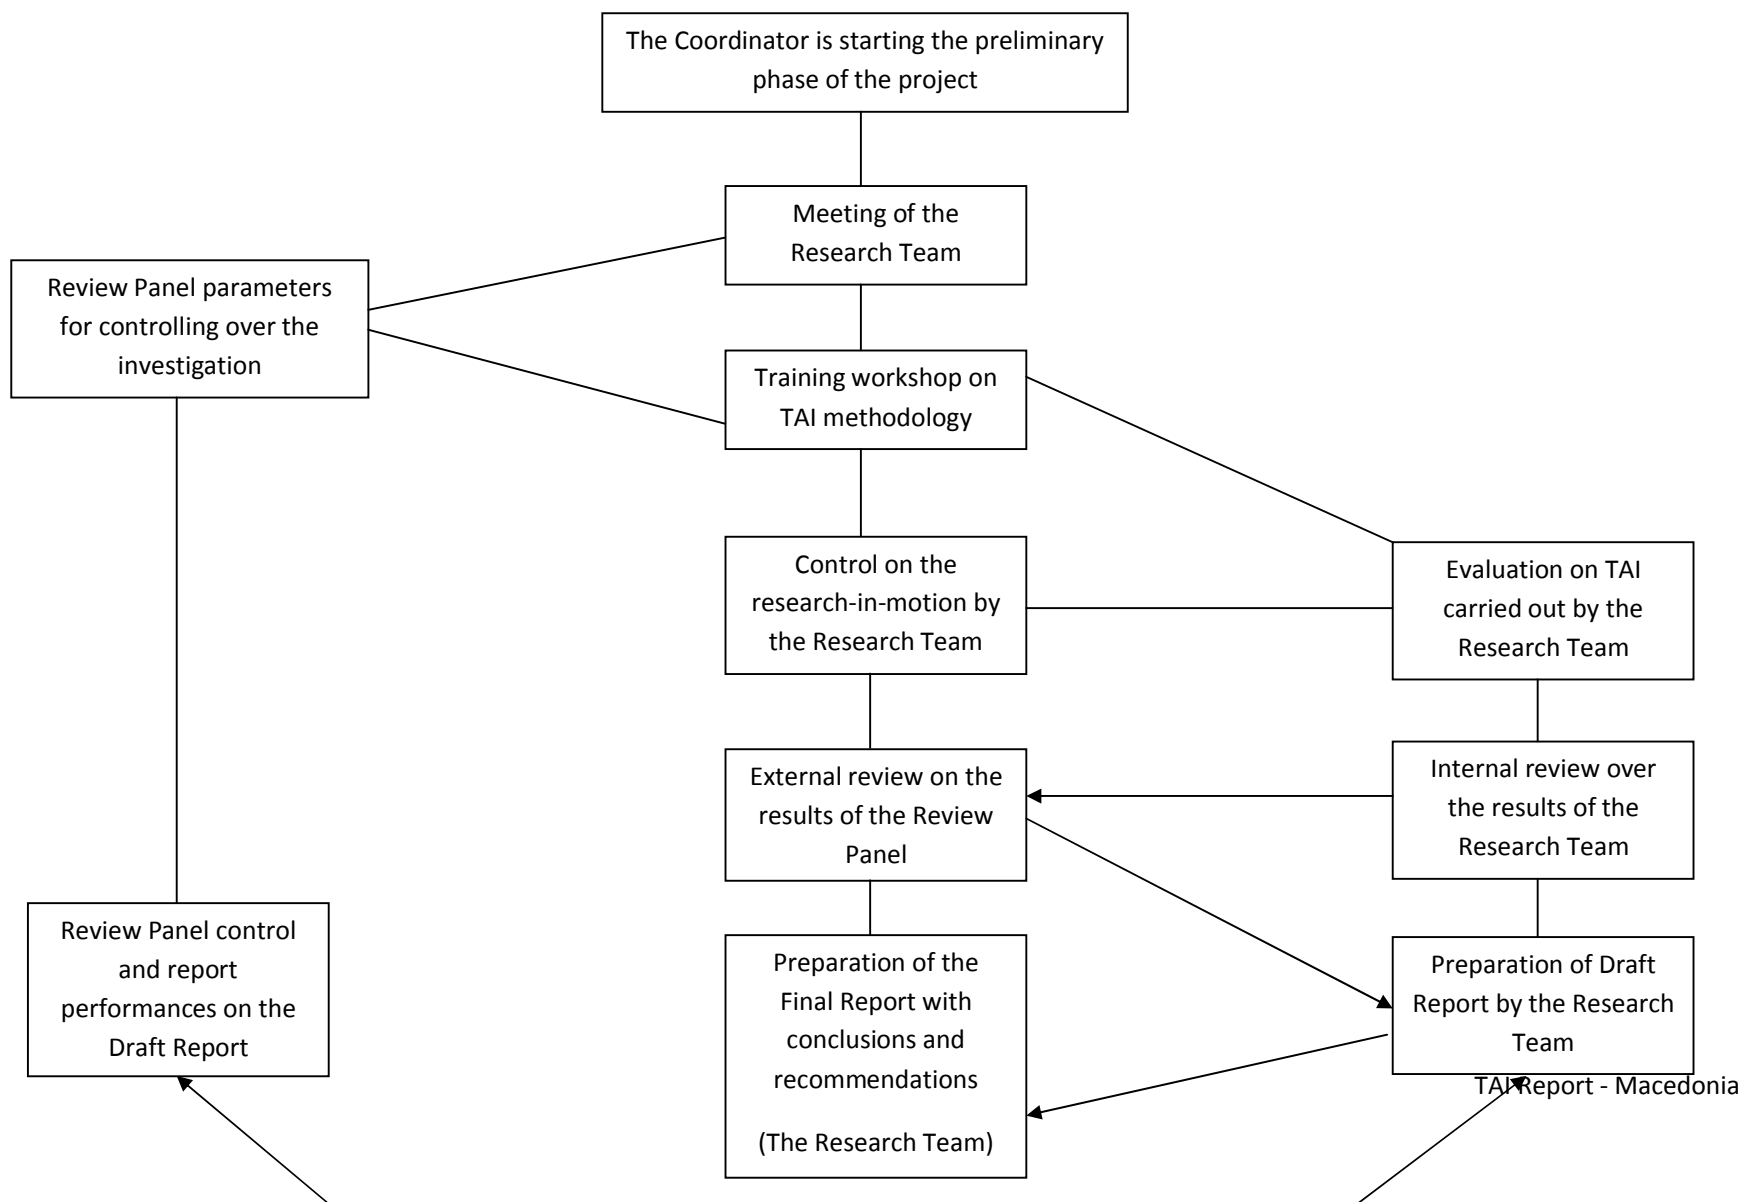 The Coordinator is starting the preliminary
phase of the project
Meeting of the
Research Team
Review Panel parameters
for controlling over the
investigation
Training workshop on
TAI methodology
Control on the
research-in-motion by
the Research Team
Evaluation on TAI
carried out by the
Research Team
External review on the
results of the Review
Panel
Internal review over
the results of the
Research Team
Review Panel control
and report
performances on the
Draft Report
Preparation of the
Final Report with
conclusions and
recommendations
(The Research Team)
Preparation of Draft
Report by the Research
Team
TAI Report - Macedonia